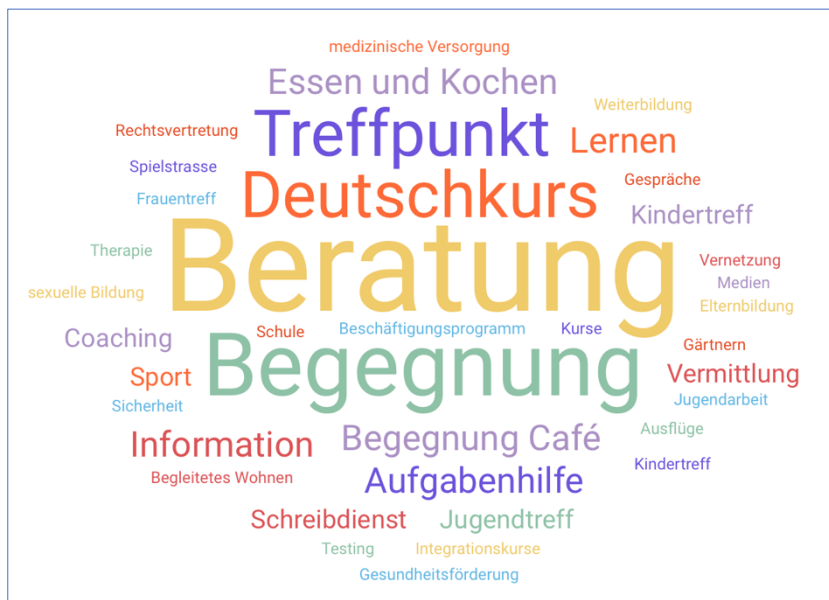 medizinische Versorgung
Essen und Kochen
Weiterbildung
Treffpunkt
Rechtsvertretung
Lernen
Spielstrasse
Gespräche
Deutschkurs
Frauentreff
Kindertreff
Therapie
Beratung
Vernetzung
Medien
sexuelle Bildung
Elternbildung
Coaching
Schule
Beschäftigungsprogramm
Kurse
Gärtnern
Begegnung
Sport
Vermittlung
Sicherheit
Jugendarbeit
Information
Begegnung Café
Ausflüge
Begleitetes Wohnen
Aufgabenhilfe
Kindertreff
Schreibdienst
Jugendtreff
Testing
Integrationskurse
Gesundheitsförderung